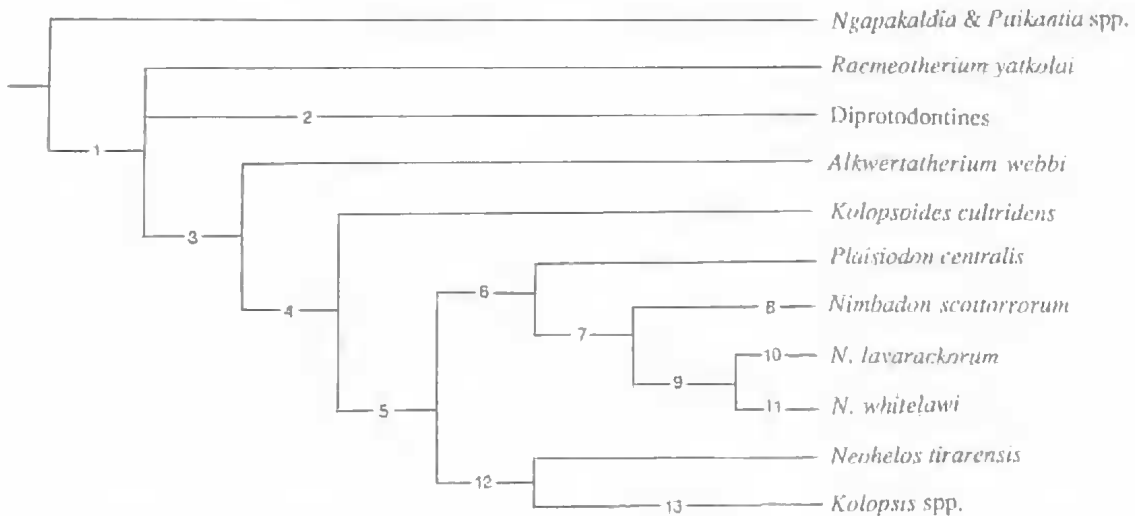 Ngapakaldia & Puikantia spp.
Raemeotherium yatkolai
2
Diprotodontines
1
Alkwertatherium webbi
3
Kolopsoides cultridens
4
Plaisiodon centralis
6
Nimbadon scottorrorum
8
7
N. lavarackorum
10
9
N. whitelawi
11
5
Neohelos tirarensis
12
Kolopsis spp.
13